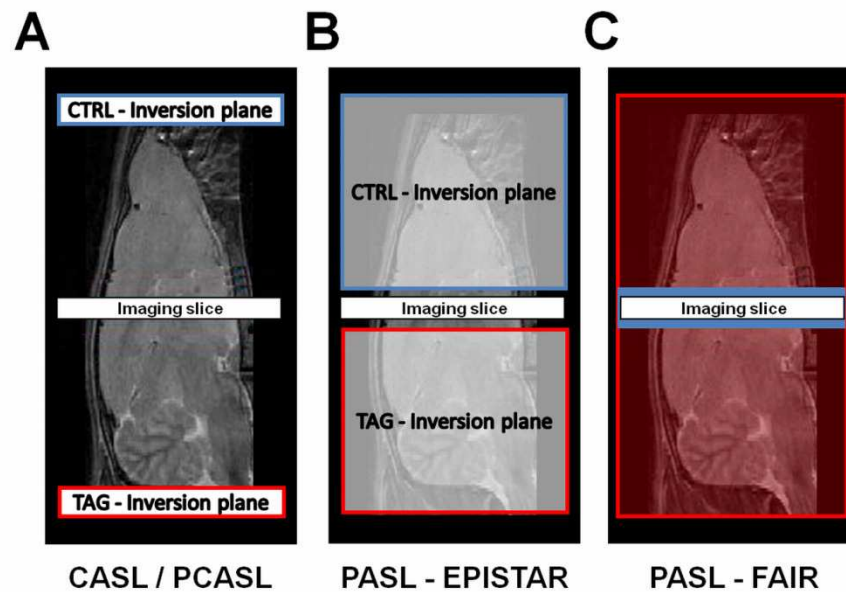 A
B
C
CTRL - Inversion plane
Imaging slice
TAG - Inversion plane
CTRL - Inversion plane
Imaging slice
TAG - Inversion plane
Imaging slice
CASL / PCASL
PASL - EPISTAR
PASL - FAIR